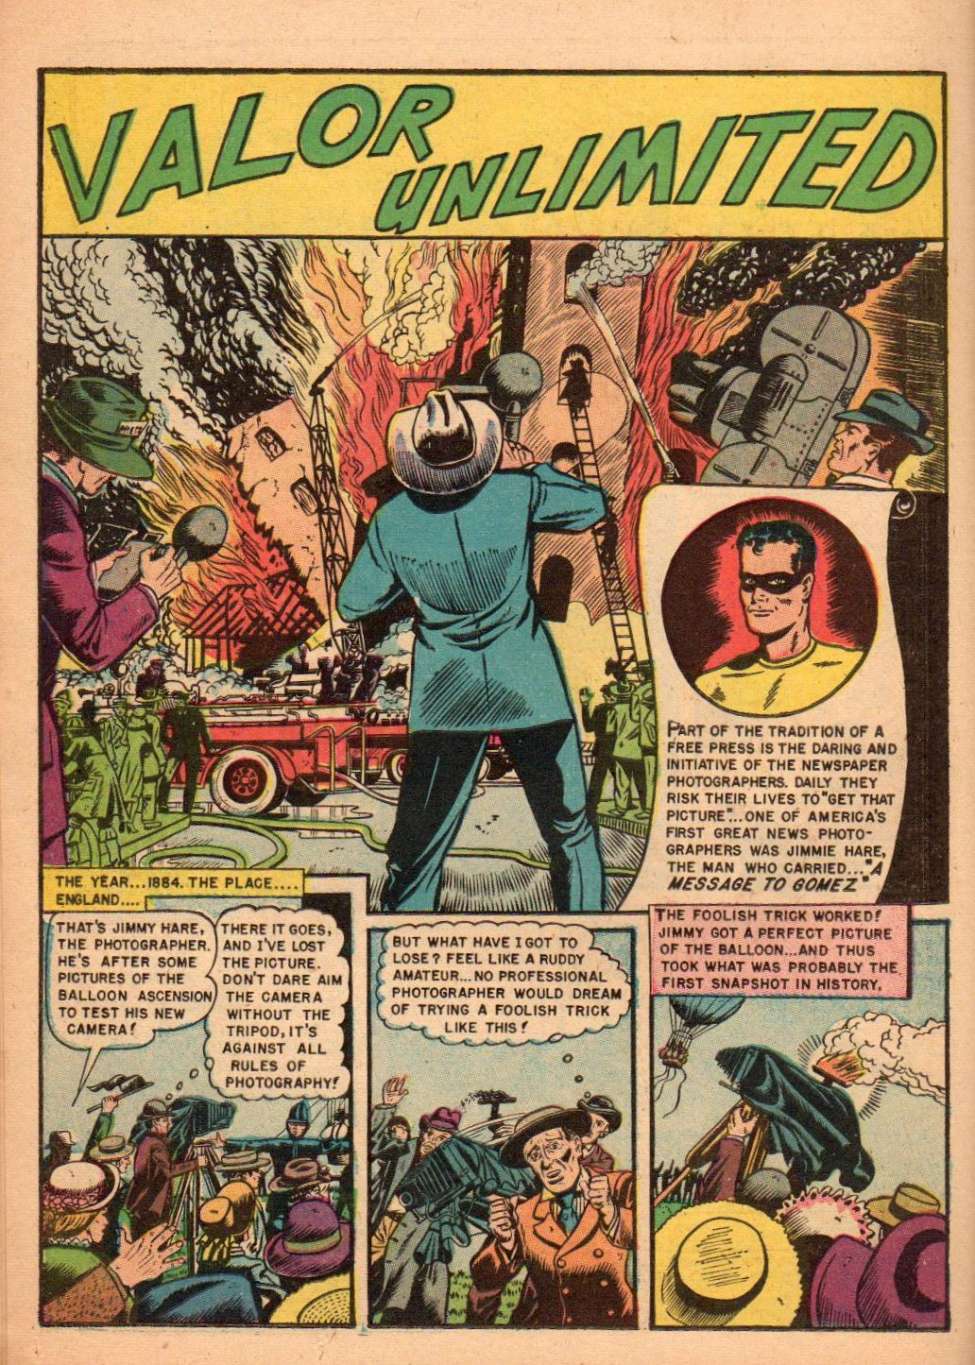 VALOR
UNLIMITED
PART OF THE TRADITION OF A
FREE PRESS IS THE DARING AND
INITIATIVE OF THE NEWSPAPER
PHOTOGRAPHERS. DAILY THEY
RISK THEIR LIVES TO "GET THAT
PICTURE"... ONE OF AMERICA'S
FIRST GREAT NEWS PHOTO-
GRAPHERS WAS JIMMIE HARE,
THE MAN WHO CARRIED... "A
MESSAGE TO GOMEZ"
THE YEAR... 1884. THE PLACE....
ENGLAND....
THAT'S JIMMY HARE,
THE PHOTOGRAPHER.
HE'S AFTER SOME
PICTURES OF THE
BALLOON ASCENSION
TO TEST HIS NEW
CAMERA!
THERE IT GOES,
AND I'VE LOST
THE PICTURE.
DON'T DARE AIM
THE CAMERA
WITHOUT THE
TRIPOD, IT'S
AGAINST ALL
RULES OF
PHOTOGRAPHY!
BUT WHAT HAVE I GOT TO
LOSE? FEEL LIKE A RUDDY
AMATEUR... NO PROFESSIONAL
PHOTOGRAPHER WOULD DREAM
OF TRYING A FOOLISH TRICK
LIKE THIS!
THE FOOLISH TRICK WORKED!
JIMMY GOT A PERFECT PICTURE
OF THE BALLOON... AND THUS
TOOK WHAT WAS PROBABLY THE
FIRST SNAPSHOT IN HISTORY.